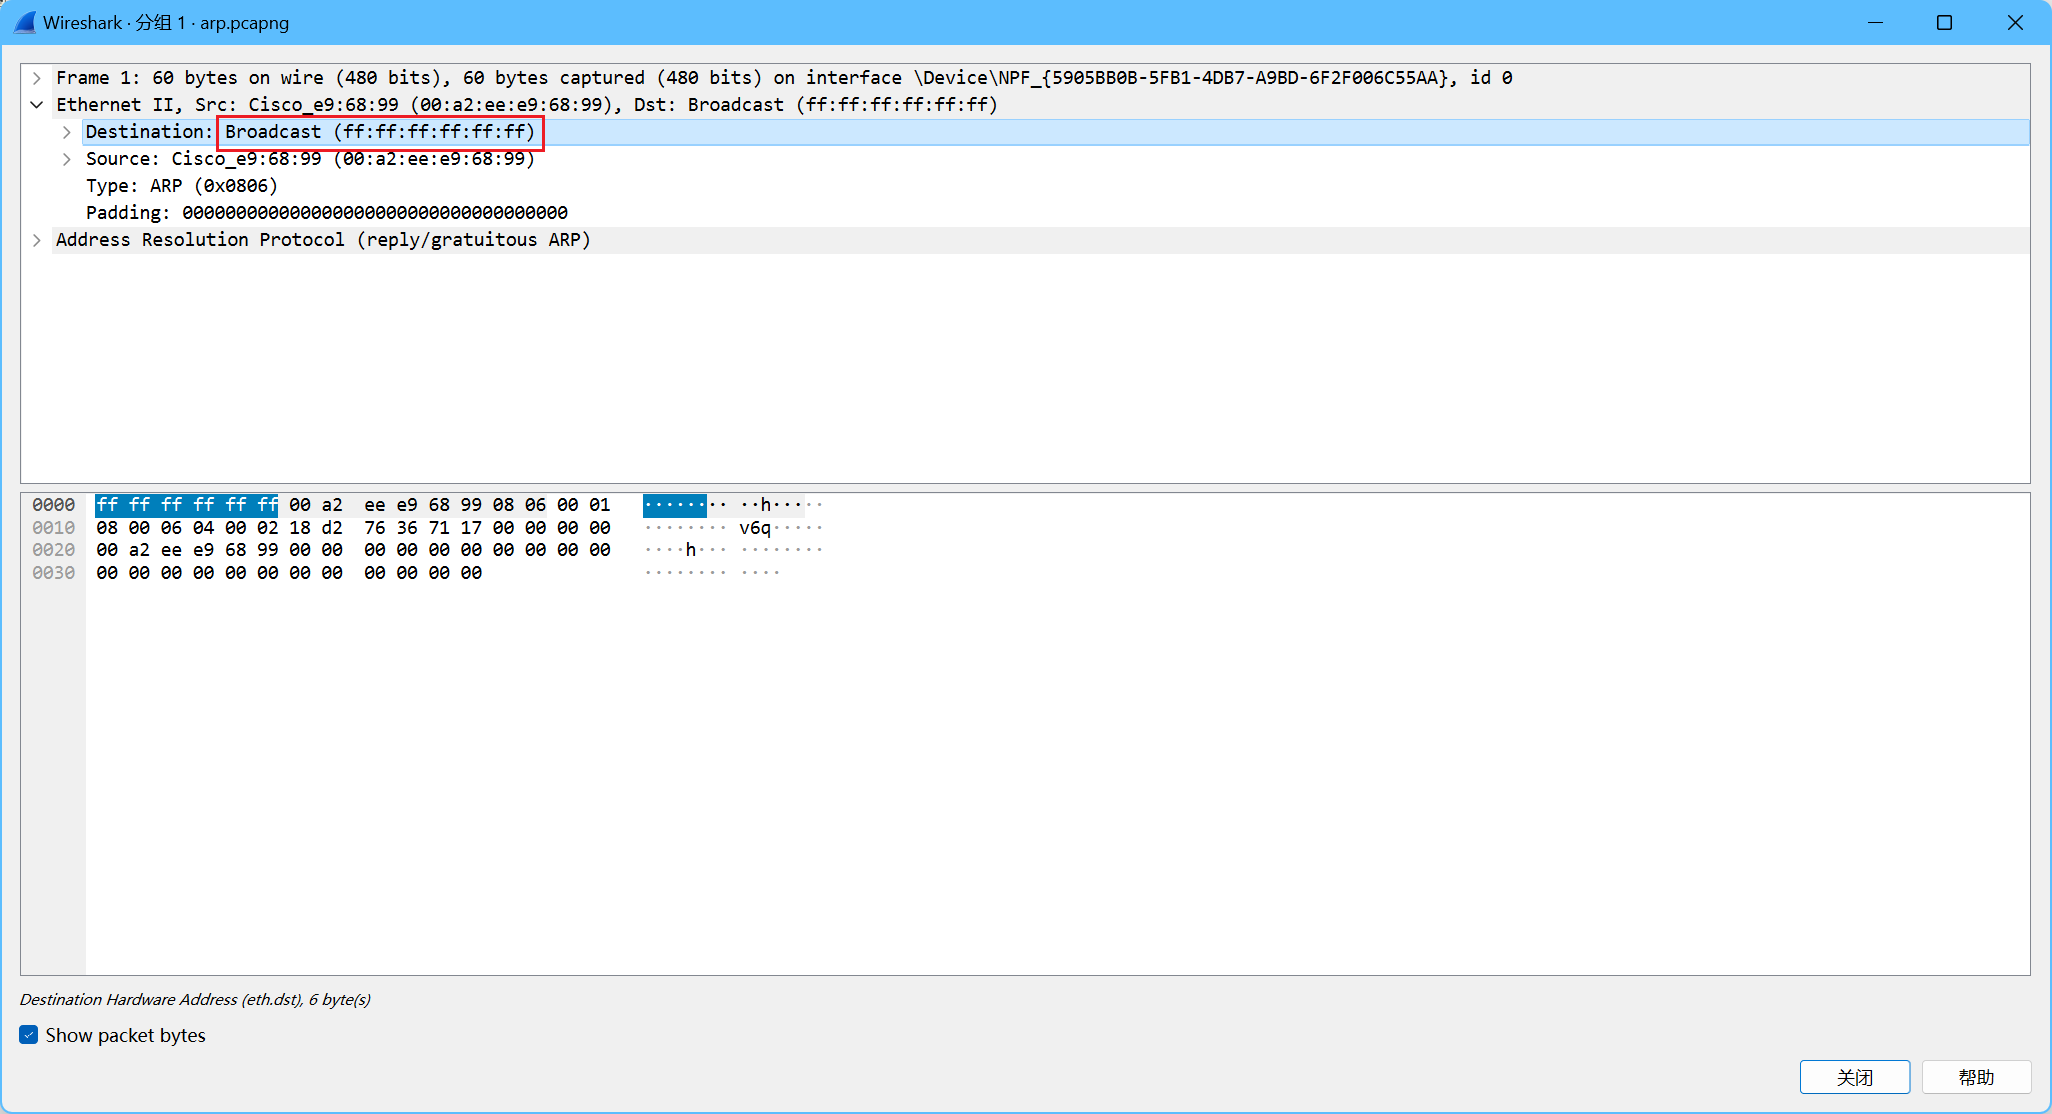 Wireshark · 分组 1 · arp.pcapng
Frame 1: 60 bytes on wire (480 bits), 60 bytes captured (480 bits) on interface \Device\NPF_{5905BB0B-5FB1-4DB7-A9BD-6F2F006C55AA}, id 0
Ethernet II, Src: Cisco_e9:68:99 (00:a2:ee:e9:68:99), Dst: Broadcast (ff:ff:ff:ff:ff:ff)
Destination: Broadcast (ff:ff:ff:ff:ff:ff)
Source: Cisco_e9:68:99 (00:a2:ee:e9:68:99)
Type: ARP (0x0806)
Padding: 000000000000000000000000000000000000
Address Resolution Protocol (reply/gratuitous ARP)
0000 ff ff ff ff ff ff 00 a2 ee e9 68 99 08 06 00 01 ········ ··h·····
0010 08 00 06 04 00 02 18 d2 76 36 71 17 00 00 00 00 ········ v6q·····
0020 00 a2 ee e9 68 99 00 00 00 00 00 00 00 00 00 00 ····h··· ········
0030 00 00 00 00 00 00 00 00 00 00 00 00 ········ ····
Destination Hardware Address (eth.dst), 6 byte(s)
Show packet bytes
关闭 帮助